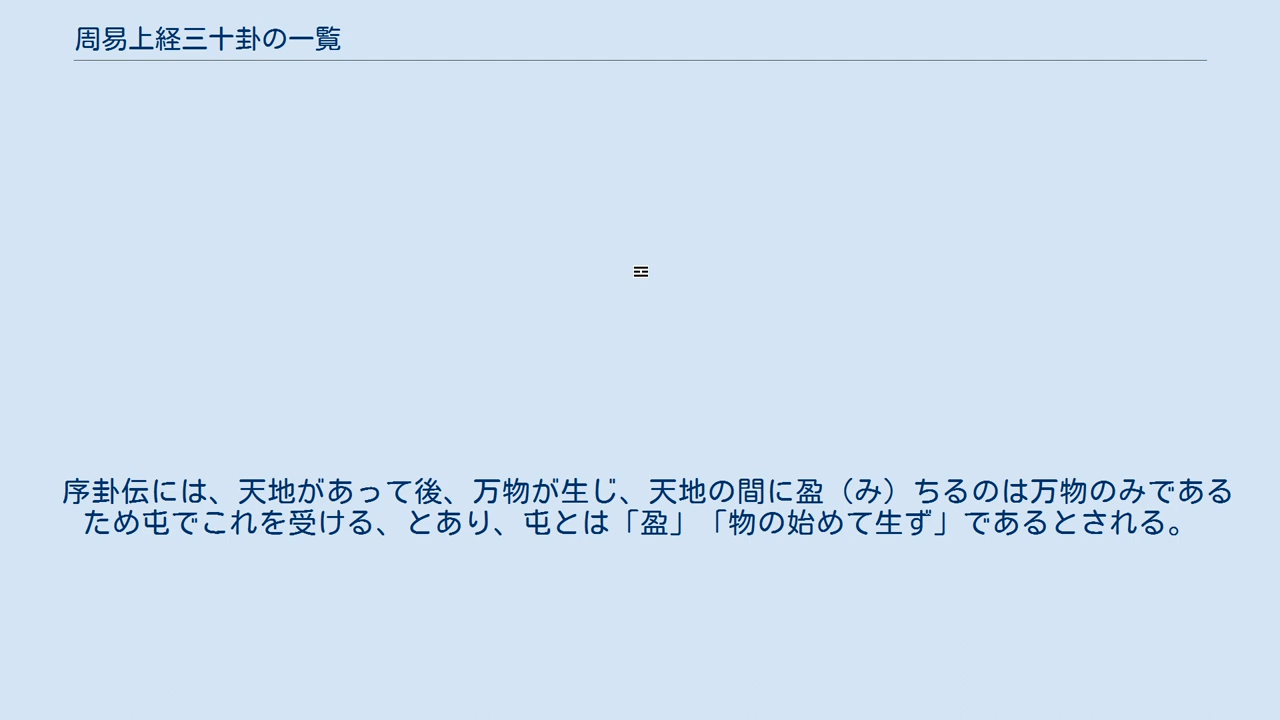 周易上経三十卦の一覧
序卦伝には、天地があって後、万物が生じ、天地の間に盈（み）ちるのは万物のみである
ため屯でこれを受ける、とあり、屯とは「盈」「物の始めて生ず」であるとされる。